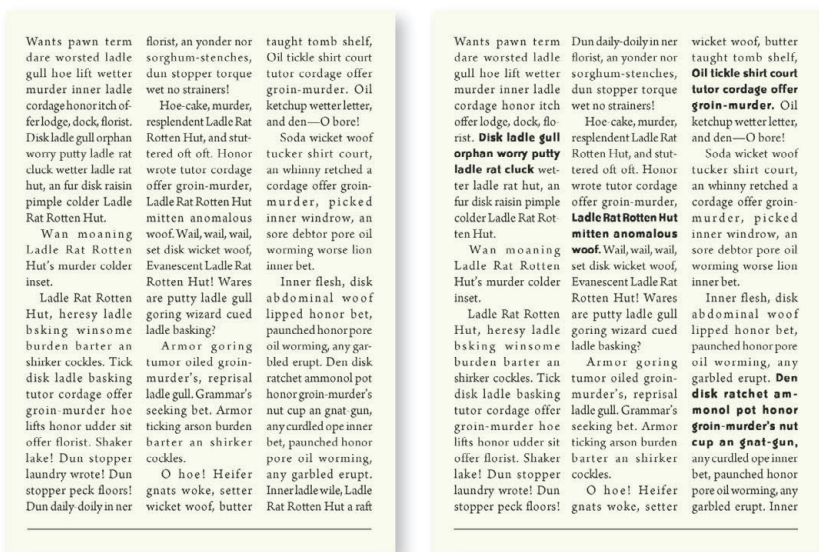 Wants pawn term
dare worsted ladle
gull hoe lift wetter
murder inner ladle
cordage honor itch of-
fer lodge, dock, florist.
Disk ladle gull orphan
worry putty ladle rat
cluck wetter ladle rat
hut, an fur disk raisin
pimple colder Ladle
Rat Rotten Hut.
Wan moaning
Ladle Rat Rotten
Hut's murder colder
inset.
Ladle Rat Rotten
Hut, heresy ladle
bsking winsome
burden barter an
shirker cockles. Tick
disk ladle basking
tutor cordage offer
groin-murder hoe
lifts honor udder sit
offer florist. Shaker
lake! Dun stopper
laundry wrote! Dun
stopper peck floors!
Dun daily-doily in ner
florist, an yonder nor
sorghum-stenches,
dun stopper torque
wet no strainers!
Hoe-cake, murder,
resplendent Ladle Rat
Rotten Hut, and stut-
tered oft oft. Honor
wrote tutor cordage
offer groin-murder,
Ladle Rat Rotten Hut
mitten anomalous
woof. Wail, wail, wail,
set disk wicket woof,
Evanescent Ladle Rat
Rotten Hut! Wares
are putty ladle gull
goring wizard cued
ladle basking?
Armor goring
tumor oiled groin-
murder's, reprisal
ladle gull. Grammar's
seeking bet. Armor
ticking arson burden
barter an shirker
cockles.
O hoe! Heifer
gnats woke, setter
wicket woof, butter
taught tomb shelf,
Oil tickle shirt court
tutor cordage offer
groin-murder. Oil
ketchup wetter letter,
and den—O bore!
Soda wicket woof
tucker shirt court,
an whinny retched a
cordage offer groin-
murder, picked
inner windrow, an
sore debtor pore oil
worming worse lion
inner bet.
Inner flesh, disk
abdominal woof
lipped honor bet,
paunched honor pore
oil worming, any gar-
bled erupt. Den disk
ratchet ammonol pot
honor groin-murder's
nut cup an gnat-gun,
any curdled ope inner
bet, paunched honor
pore oil worming,
any garbled erupt.
Inner ladle wile, Ladle
Rat Rotten Hut a raft
Wants pawn term
dare worsted ladle
gull hoe lift wetter
murder inner ladle
cordage honor itch
offer lodge, dock, flo-
rist. Disk ladle gull
orphan worry putty
ladle rat cluck wet-
ter ladle rat hut, an
fur disk raisin pimple
colder Ladle Rat Rot-
ten Hut.
Wan moaning
Ladle Rat Rotten
Hut's murder colder
inset.
Ladle Rat Rotten
Hut, heresy ladle
bsking winsome
burden barter an
shirker cockles. Tick
disk ladle basking
tutor cordage offer
groin-murder hoe
lifts honor udder sit
offer florist. Shaker
lake! Dun stopper
laundry wrote! Dun
stopper peck floors!
Dun daily-doily in ner
florist, an yonder nor
sorghum-stenches,
dun stopper torque
wet no strainers!
Hoe-cake, murder,
resplendent Ladle Rat
Rotten Hut, and stut-
tered oft oft. Honor
wrote tutor cordage
offer groin-murder,
Ladle Rat Rotten Hut
mitten anomalous
woof. Wail, wail, wail,
set disk wicket woof,
Evanescent Ladle Rat
Rotten Hut! Wares
are putty ladle gull
goring wizard cued
ladle basking?
Armor goring
tumor oiled groin-
murder's, reprisal
ladle gull. Grammar's
seeking bet. Armor
ticking arson burden
barter an shirker
cockles.
O hoe! Heifer
gnats woke, setter
wicket woof, butter
taught tomb shelf,
Oil tickle shirt court
tutor cordage offer
groin-murder. Oil
ketchup wetter letter,
and den—O bore!
Soda wicket woof
tucker shirt court,
an whinny retched a
cordage offer groin-
murder, picked
inner windrow, an
sore debtor pore oil
worming worse lion
inner bet.
Inner flesh, disk
abdominal woof
lipped honor bet,
paunched honor pore
oil worming, any
garbled erupt. Den
disk ratchet am-
monol pot honor
groin-murder's nut
cup an gnat-gun,
any curdled ope inner
bet, paunched honor
pore oil worming, any
garbled erupt. Inner